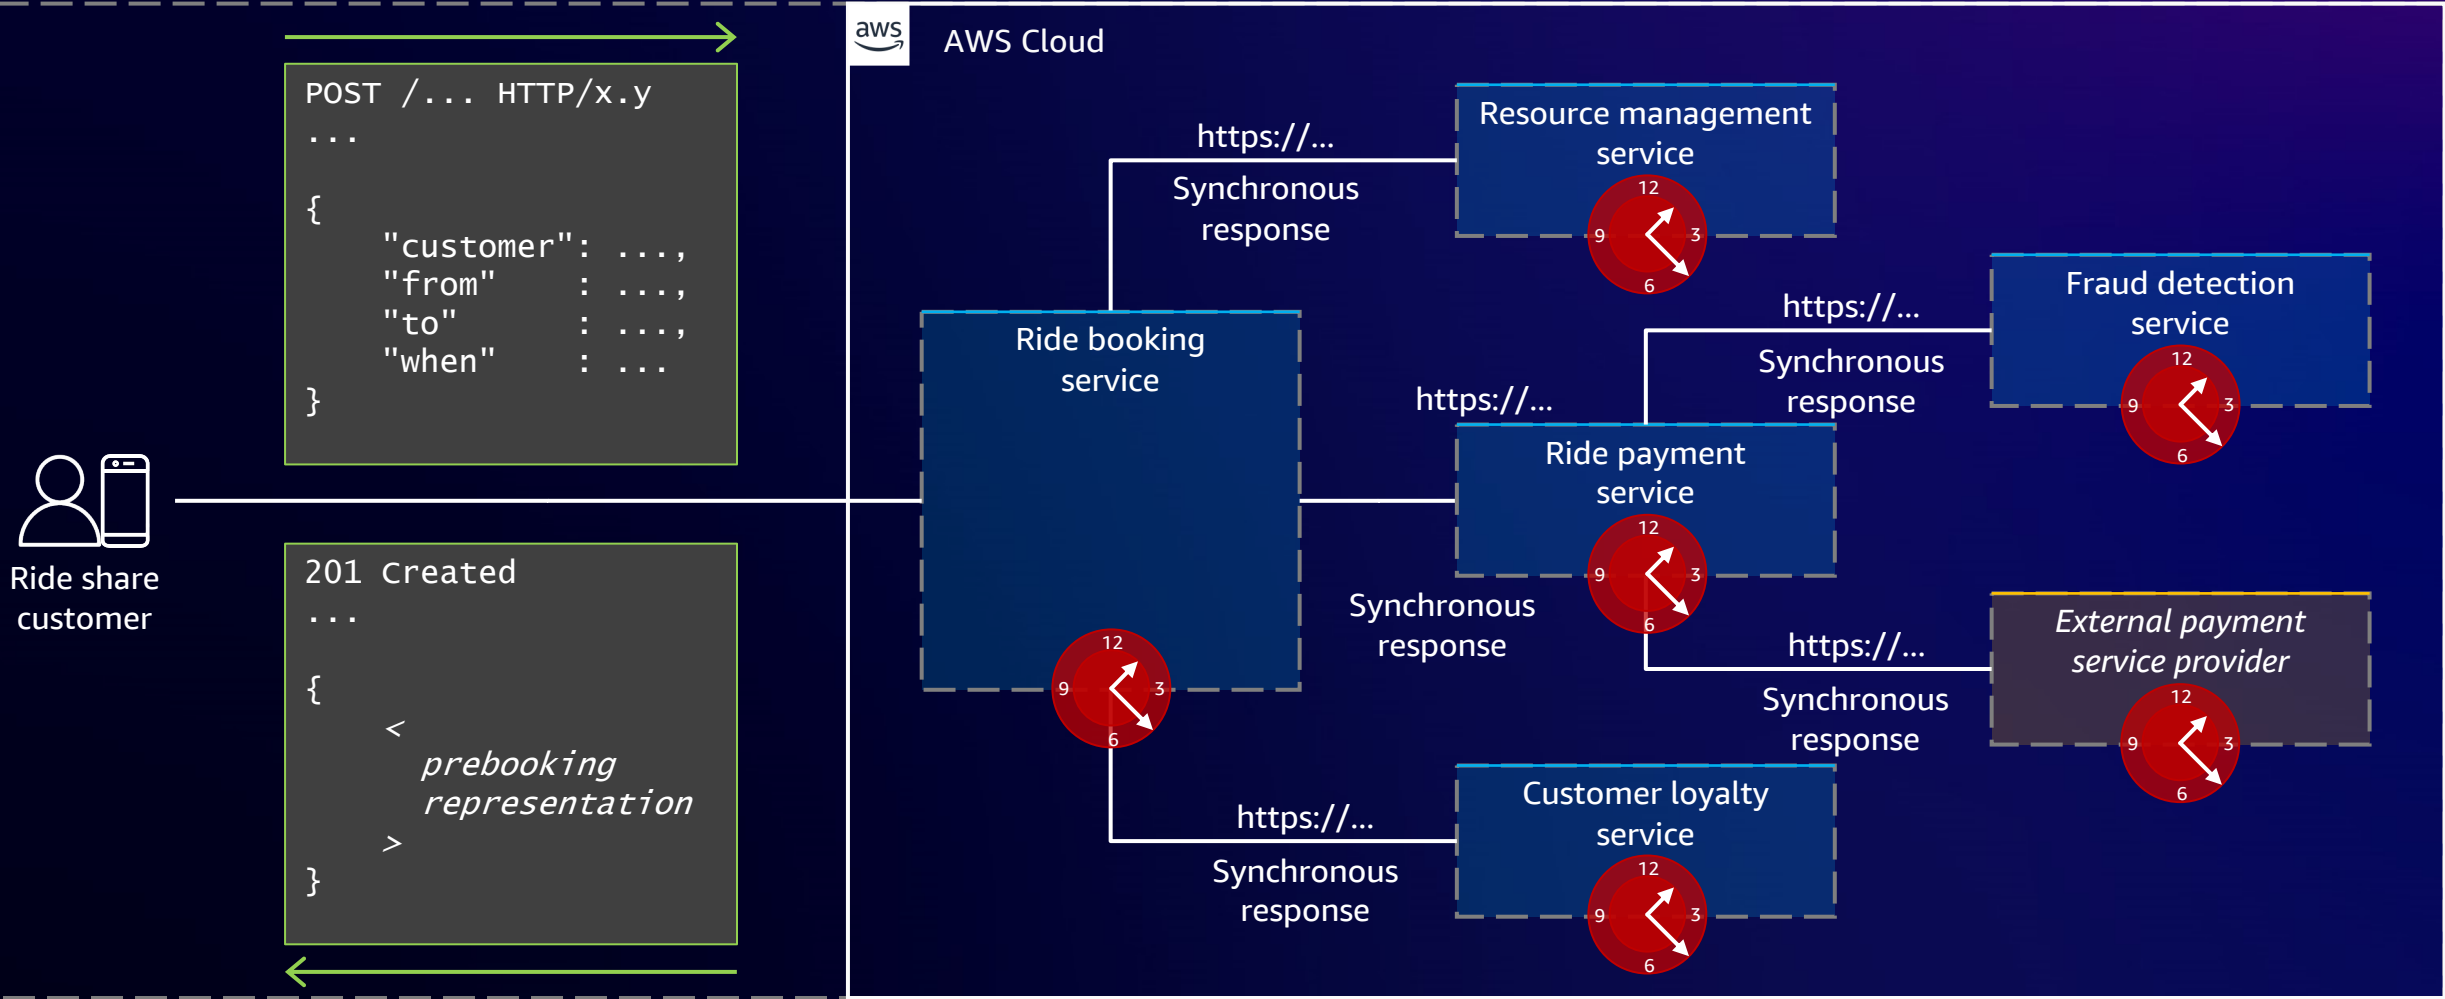 POST /... HTTP/x.y
...
{
"customer": ...,
"from" : ...,
"to" : ...,
"when" : ...
}
Ride share
customer
201 Created
...
{
<
prebooking
representation
>
}
aws
AWS Cloud
Ride booking
service
12
9 3
6
https://...
Synchronous
response
Resource management
service
12
9 3
6
https://...
Synchronous
response
Ride payment
service
12
9 3
6
https://...
Synchronous
response
Fraud detection
service
12
9 3
6
https://...
Synchronous
response
External payment
service provider
12
9 3
6
https://...
Synchronous
response
Customer loyalty
service
12
9 3
6